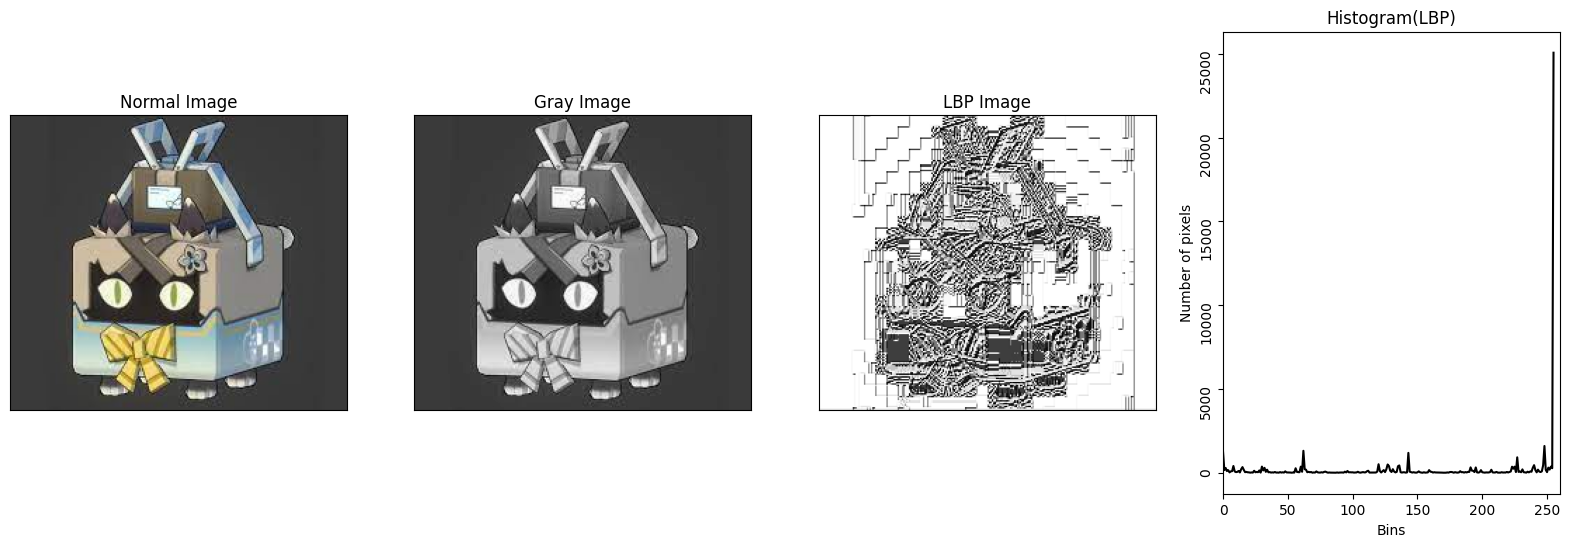 Normal Image
Gray Image
LBP Image
Histogram(LBP)
Number of pixels
25000
20000
15000
10000
5000
0
0 50 100 150 200 250
Bins